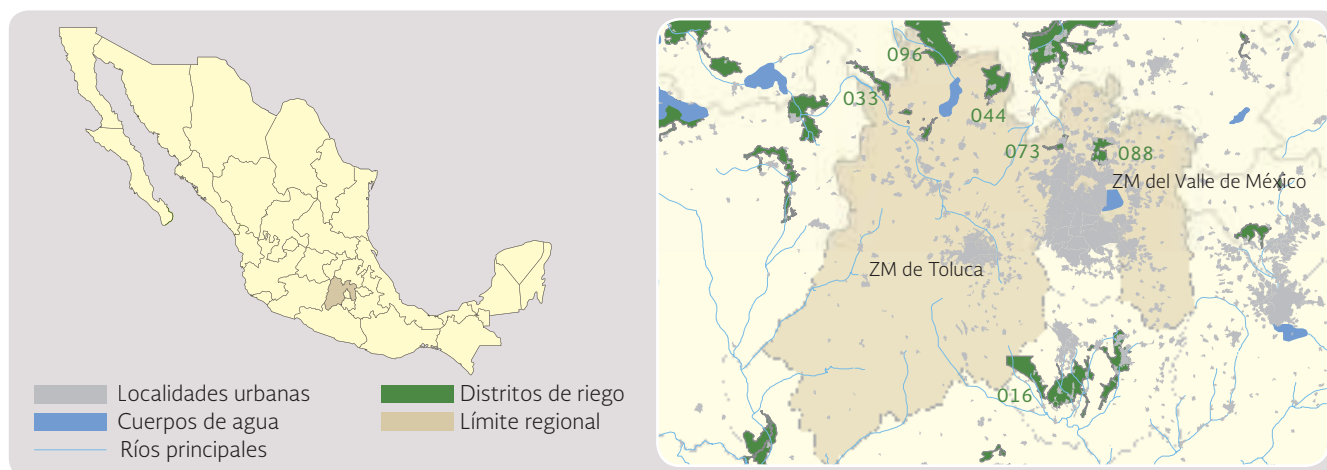 Localidades urbanas
Cuerpos de agua
Ríos principales
Distritos de riego
Límite regional
096
033
044
073
088
ZM del Valle de México
ZM de Toluca
016